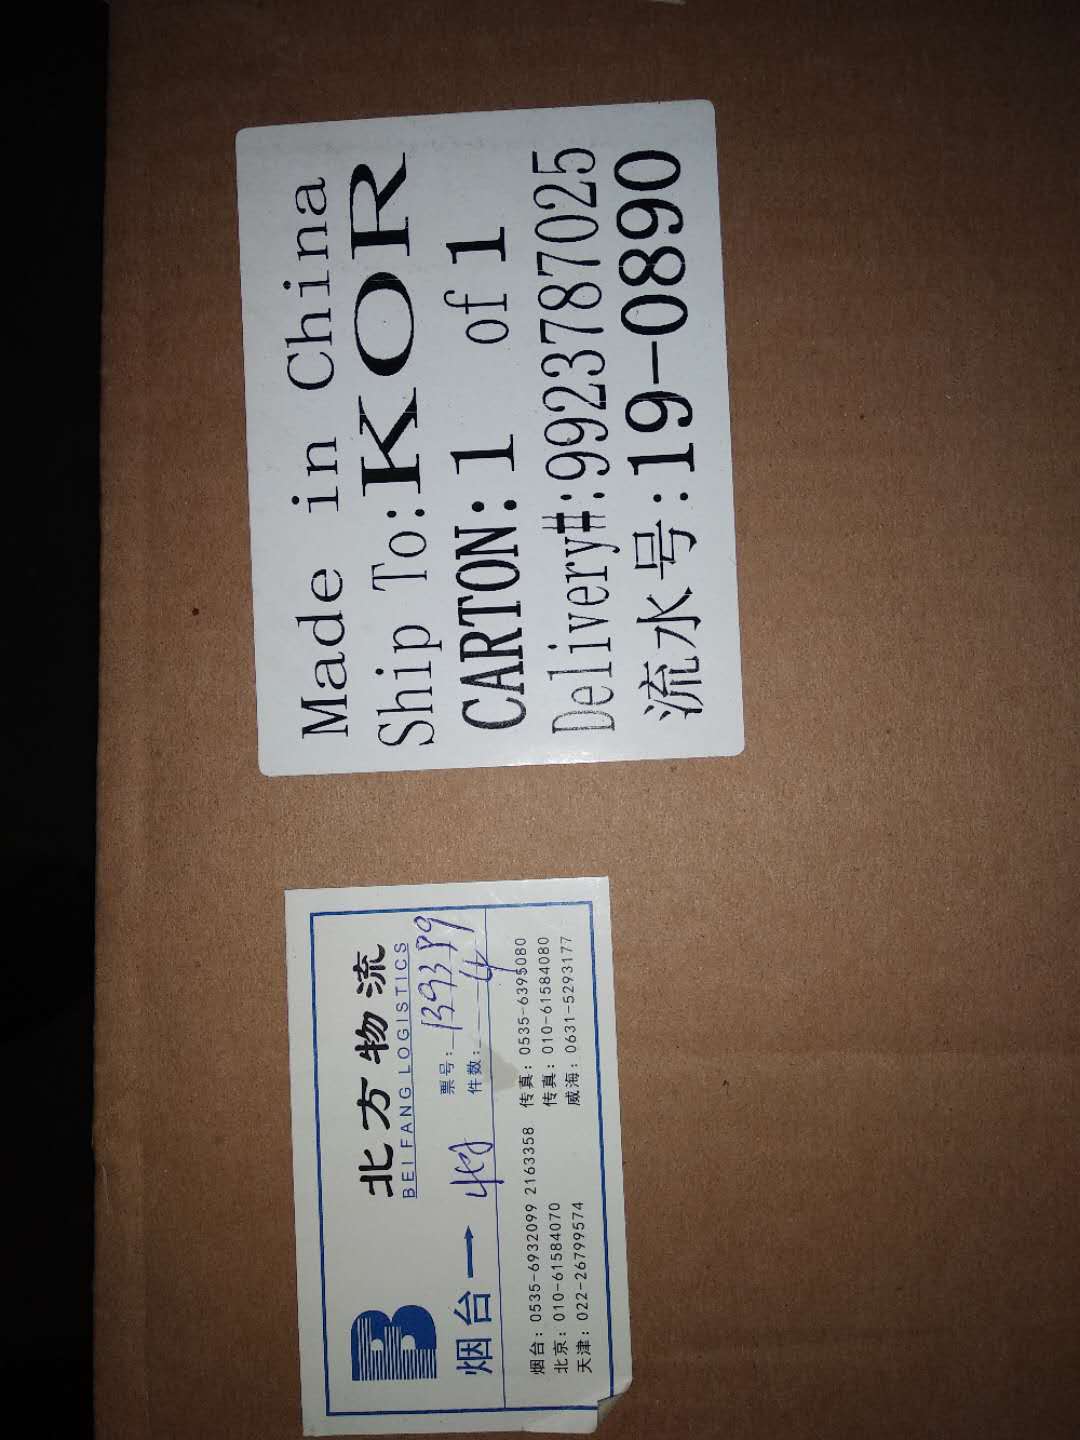 Made in China
Ship To:KOR
CARTON:1 of 1
Delivery#:9923787025
流水号:19-0890
B
北方物流
BEI FANG LOGISTICS
票号: 139389
烟台→
件数: 4
烟台: 0535-6932099 2163358 传真: 0535-6395080
北京: 010-61584070 传真: 010-61584080
天津: 022-26799574 威海: 0631-5293177